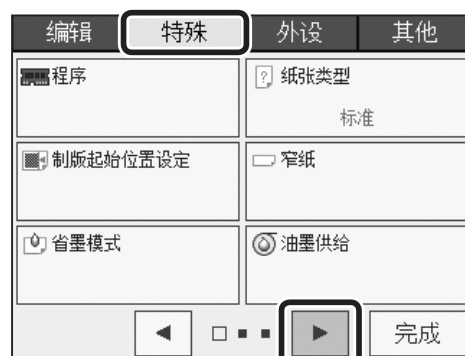 编辑 特殊 外设 其他
程序 纸张类型
标准
制版起始位置设定 窄纸
省墨模式 油墨供给
完成